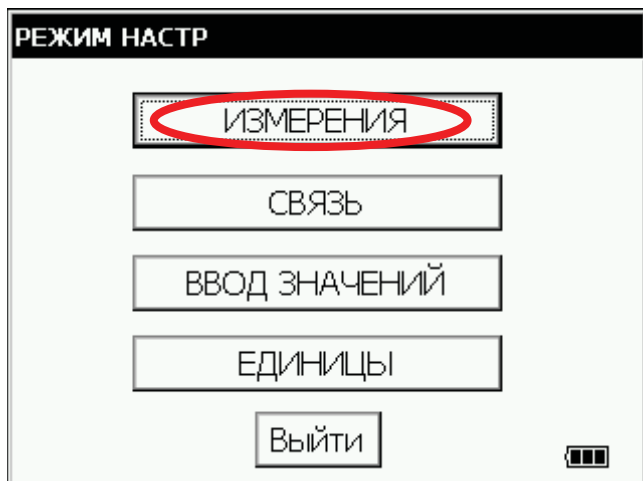 РЕЖИМ НАСТР
ИЗМЕРЕНИЯ
СВЯЗЬ
ВВОД ЗНАЧЕНИЙ
ЕДИНИЦЫ
Выйти